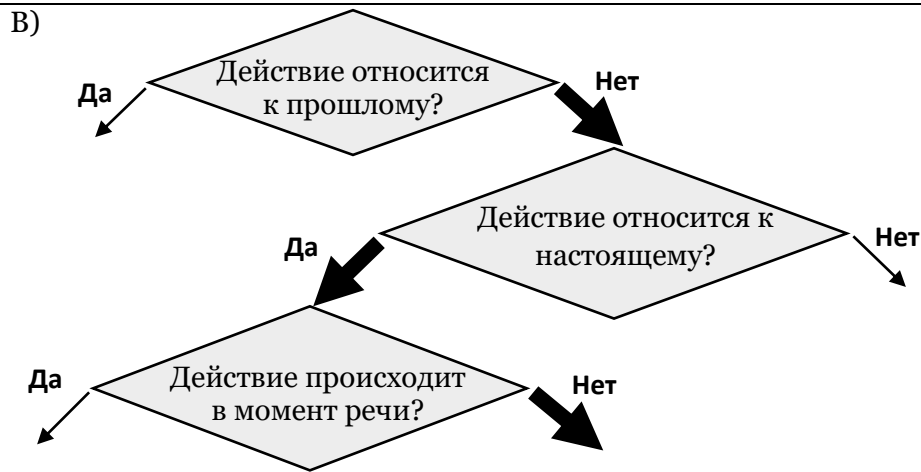 В)
Действие относится
к прошлому?
Да
Нет
Действие относится к
настоящему?
Да
Нет
Действие происходит
в момент речи?
Да
Нет